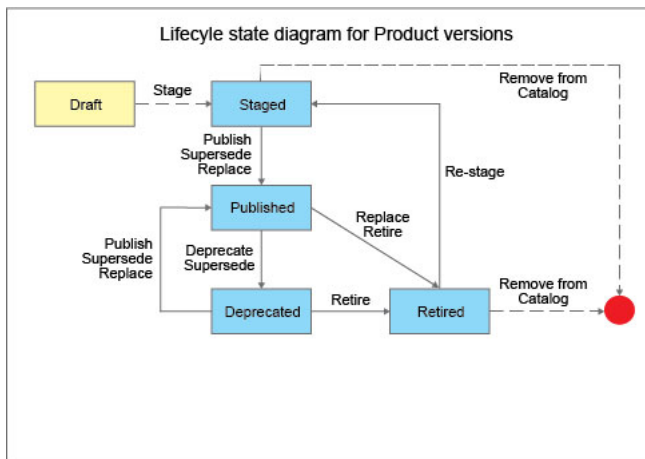 Lifecyle state diagram for Product versions
Draft
Stage
Staged
Remove from
Catalog
Publish
Supersede
Replace
Re-stage
Published
Replace
Retire
Publish
Supersede
Replace
Deprecate
Supersede
Deprecated
Retire
Retired
Remove from
Catalog